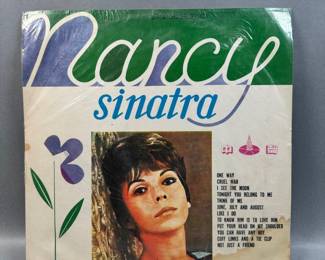 nancy
sinatra
ONE WAY
CRUEL WAR
I SEE THE MOON
TONIGHT YOU BELONG TO ME
THINK OF ME
JUNE, JULY AND AUGUST
LIKE I DO
TO KNOW HIM IS TO LOVE HIM
PUT YOUR HEAD ON MY SHOULDER
YOU CAN HAVE ANY BOY
CUFF LINKS AND A TIE CLIP
NOT JUST A FRIEND